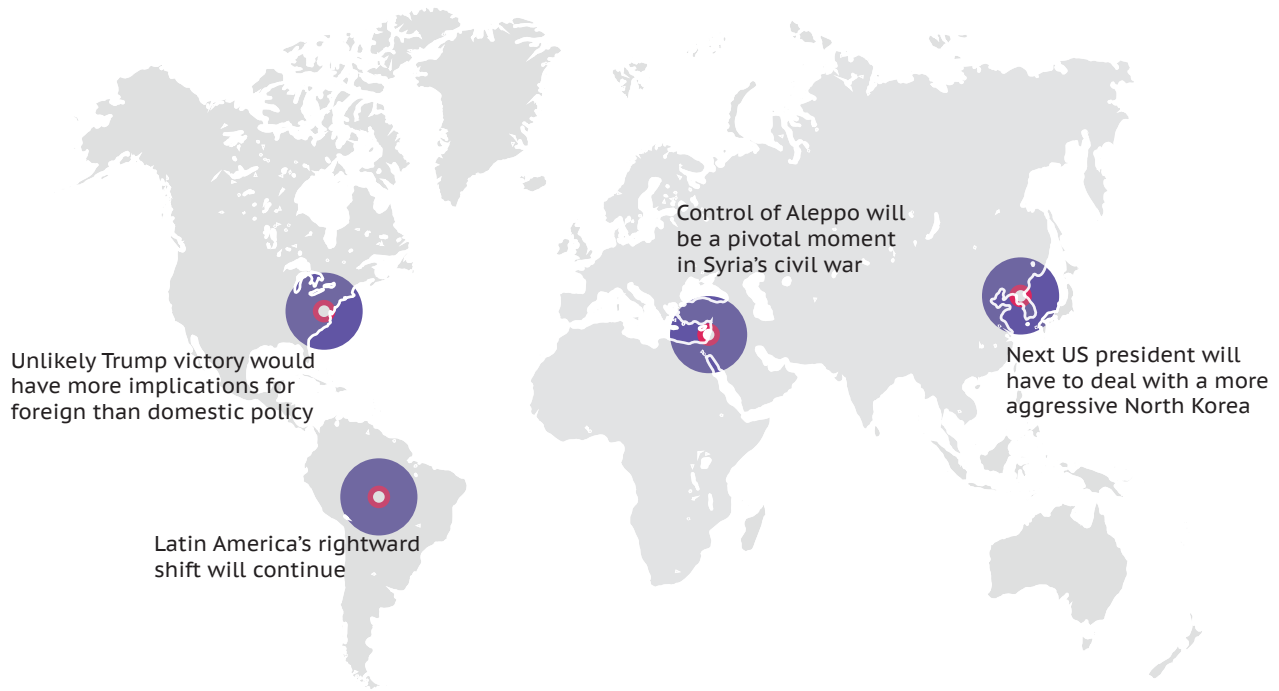 Control of Aleppo will
be a pivotal moment
in Syria's civil war
Unlikely Trump victory would
have more implications for
foreign than domestic policy
Next US president will
have to deal with a more
aggressive North Korea
Latin America's rightward
shift will continue